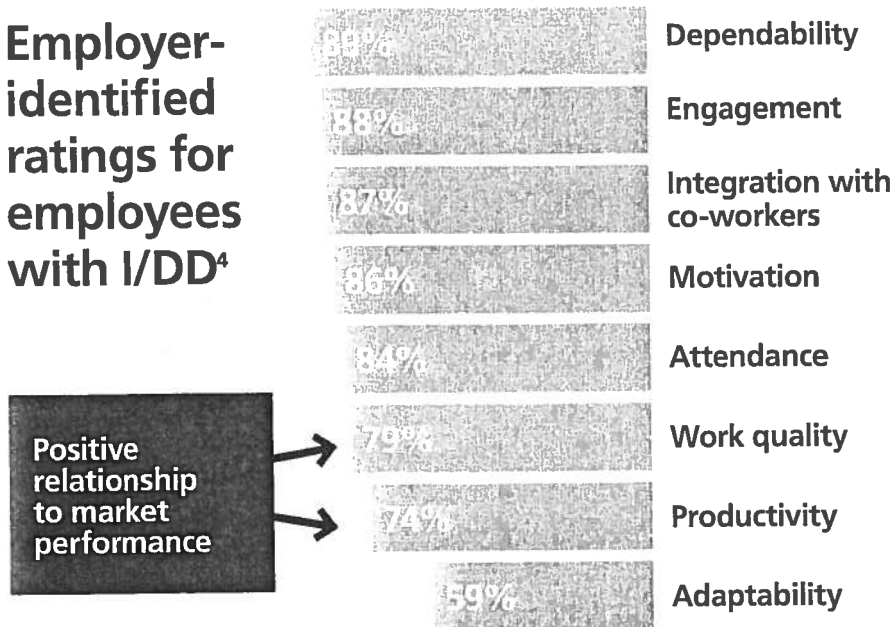 Employer-
identified
ratings for
employees
with I/DD⁴
Dependability
88% Engagement
87% Integration with
co-workers
86% Motivation
84% Attendance
79% Work quality
74% Productivity
59% Adaptability
Positive
relationship
to market
performance